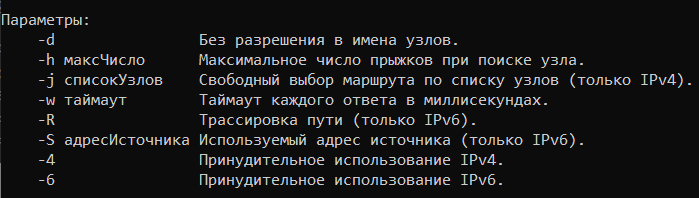 Параметры:
-d Без разрешения в имена узлов.
-h максЧисло Максимальное число прыжков при поиске узла.
-j списокУзлов Свободный выбор маршрута по списку узлов (только IPv4).
-w таймаут Таймаут каждого ответа в миллисекундах.
-R Трассировка пути (только IPv6).
-S адресИсточника Используемый адрес источника (только IPv6).
-4 Принудительное использование IPv4.
-6 Принудительное использование IPv6.